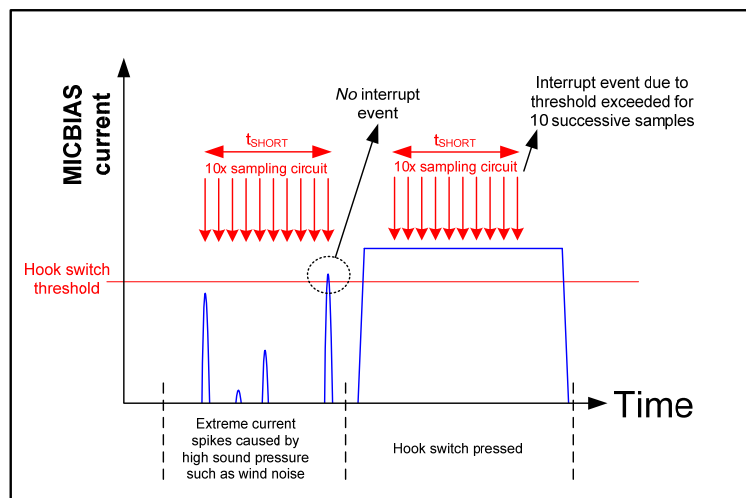 MICBIAS
current
No interrupt
event
Interrupt event due to
threshold exceeded for
10 successive samples
tSHORT
10x sampling circuit
tSHORT
10x sampling circuit
Hook switch
threshold
Time
Extreme current
spikes caused by
high sound pressure
such as wind noise
Hook switch pressed